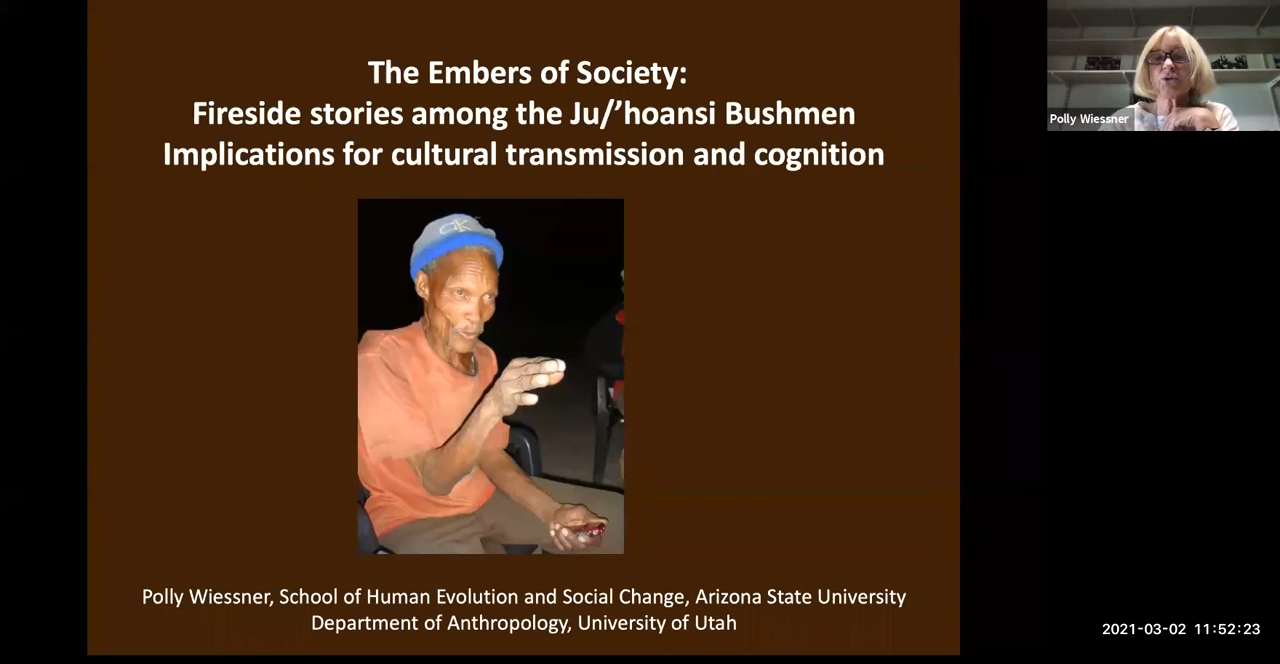 The Embers of Society:
Fireside stories among the Ju/’hoansi Bushmen
Implications for cultural transmission and cognition
CK
Polly Wiessner, School of Human Evolution and Social Change, Arizona State University
Department of Anthropology, University of Utah
Polly Wiessner
2021-03-02 11:52:23